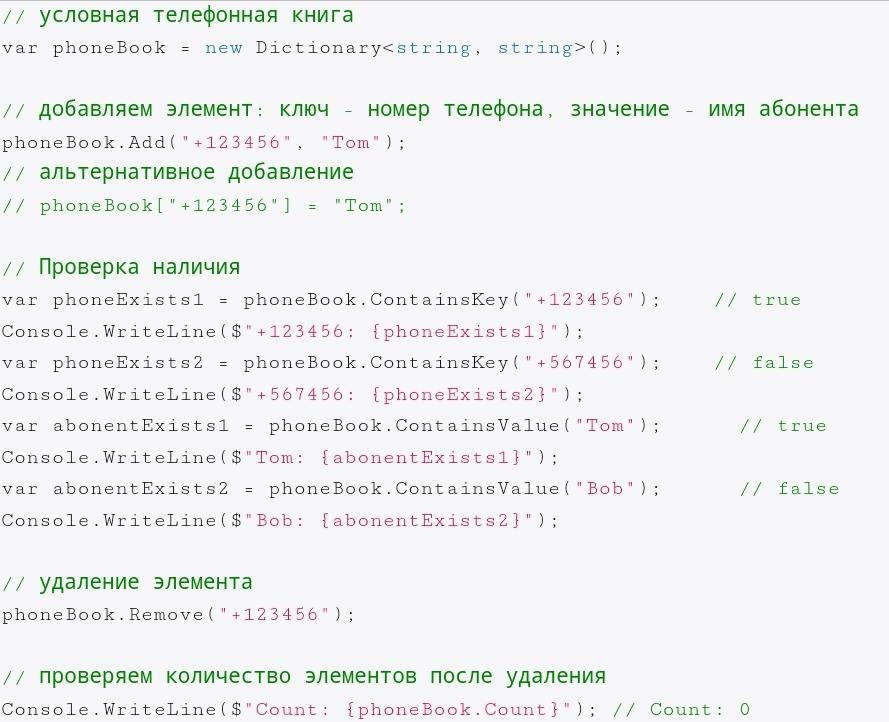 // условная телефонная книга
var phoneBook = new Dictionary<string, string>();
// добавляем элемент: ключ - номер телефона, значение - имя абонента
phoneBook.Add("+123456", "Tom");
// альтернативное добавление
// phoneBook["+123456"] = "Tom";
// Проверка наличия
var phoneExists1 = phoneBook.ContainsKey("+123456");    // true
Console.WriteLine($"+123456: {phoneExists1}");
var phoneExists2 = phoneBook.ContainsKey("+567456");    // false
Console.WriteLine($"+567456: {phoneExists2}");
var abonentExists1 = phoneBook.ContainsValue("Tom");      // true
Console.WriteLine($"Tom: {abonentExists1}");
var abonentExists2 = phoneBook.ContainsValue("Bob");      // false
Console.WriteLine($"Bob: {abonentExists2}");
// удаление элемента
phoneBook.Remove("+123456");
// проверяем количество элементов после удаления
Console.WriteLine($"Count: {phoneBook.Count}"); // Count: 0